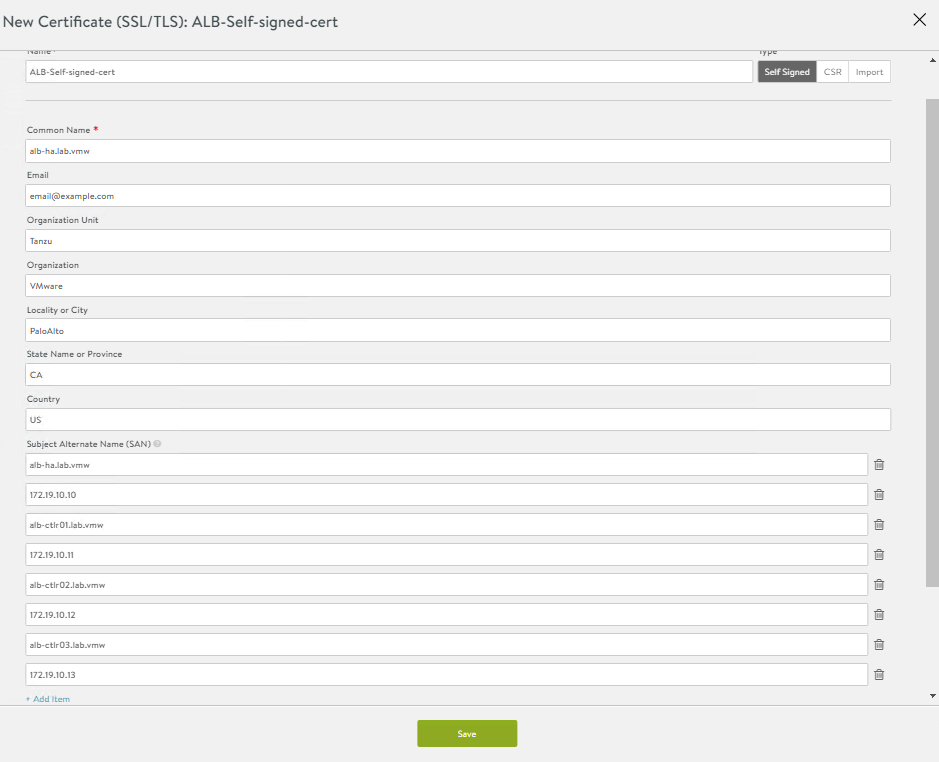 New Certificate (SSL/TLS): ALB-Self-signed-cert
Name*
Type
ALB-Self-signed-cert
Self Signed CSR Import
Common Name *
alb-ha.lab.vmw
Email
email@example.com
Organization Unit
Tanzu
Organization
VMware
Locality or City
PaloAlto
State Name or Province
CA
Country
US
Subject Alternate Name (SAN)
alb-ha.lab.vmw
172.19.10.10
alb-ctlr01.lab.vmw
172.19.10.11
alb-ctlr02.lab.vmw
172.19.10.12
alb-ctlr03.lab.vmw
172.19.10.13
+ Add Item
Save